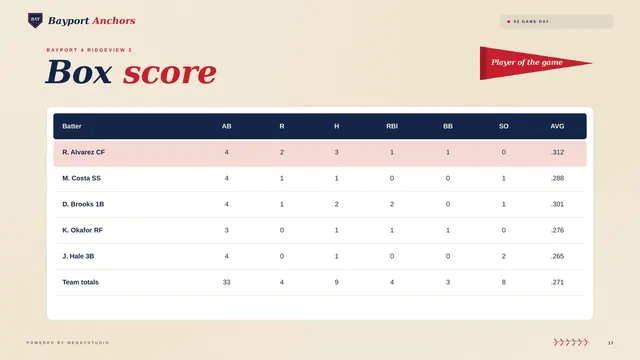 BAY
Bayport Anchors
S2 GAME DAY
BAYPORT 4 RIDGEVIEW 3
Box score
Player of the game
Batter AB R H RBI BB SO AVG
R. Alvarez CF 4 2 3 1 1 0 .312
M. Costa SS 4 1 1 0 0 1 .288
D. Brooks 1B 4 1 2 2 0 1 .301
K. Okafor RF 3 0 1 1 1 0 .276
J. Hale 3B 4 0 1 0 0 2 .265
Team totals 33 4 9 4 3 8 .271
POWERED BY MEGGYSTUDIO
17